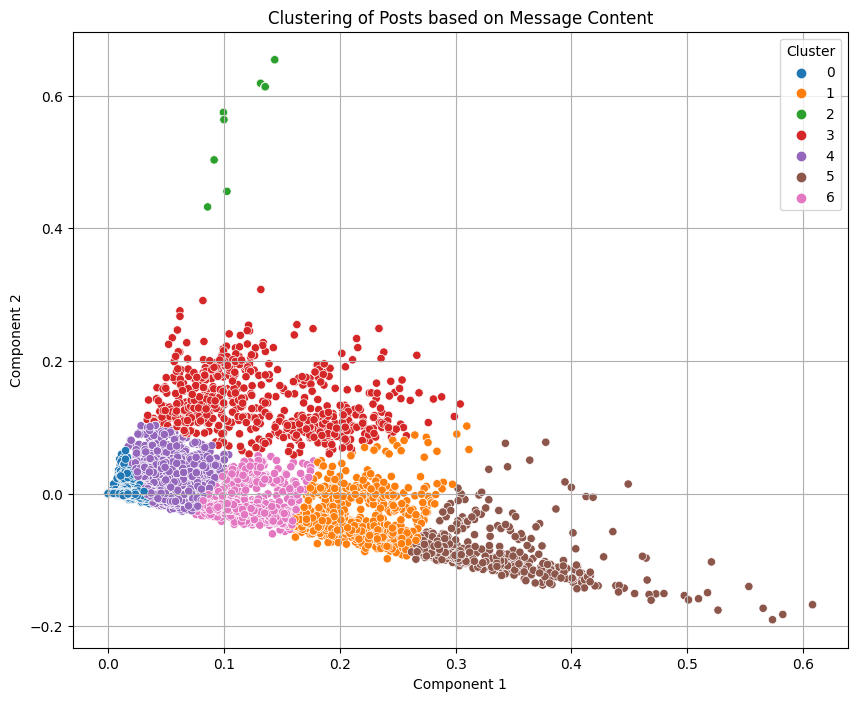 Clustering of Posts based on Message Content
Cluster
0
1
2
3
4
5
6
Component 2
0.6
0.4
0.2
0.0
−0.2
0.0 0.1 0.2 0.3 0.4 0.5 0.6
Component 1